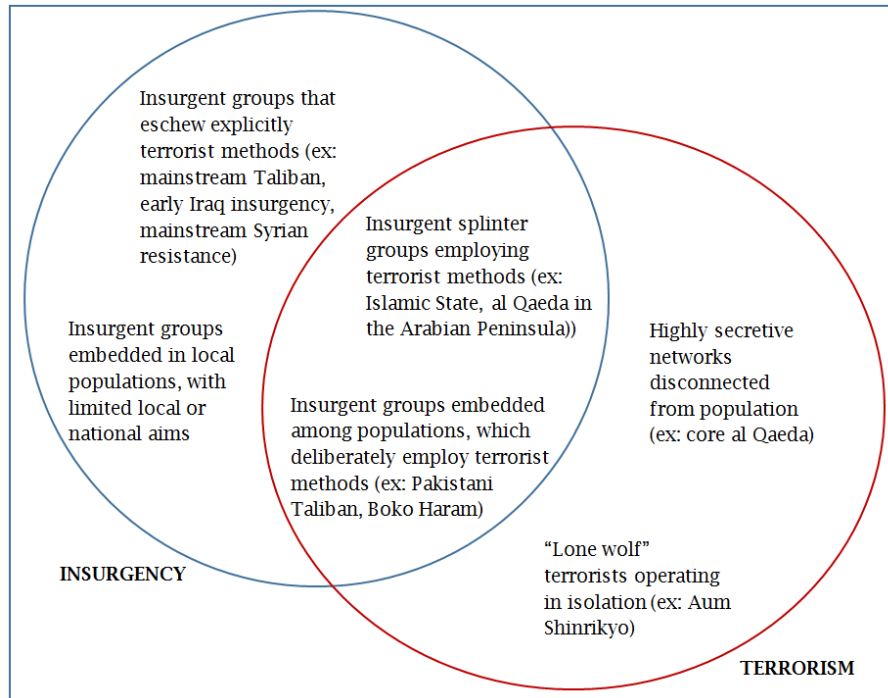 Insurgent groups that
eschew explicitly
terrorist methods (ex:
mainstream Taliban,
early Iraq insurgency,
mainstream Syrian
resistance)
Insurgent splinter
groups employing
terrorist methods (ex:
Islamic State, al Qaeda in
the Arabian Peninsula))
Insurgent groups
embedded in local
populations, with
limited local or
national aims
Highly secretive
networks
disconnected
from population
(ex: core al Qaeda)
Insurgent groups embedded
among populations, which
deliberately employ terrorist
methods (ex: Pakistani
Taliban, Boko Haram)
“Lone wolf”
terrorists operating
in isolation (ex: Aum
Shinrikyo)
INSURGENCY
TERRORISM